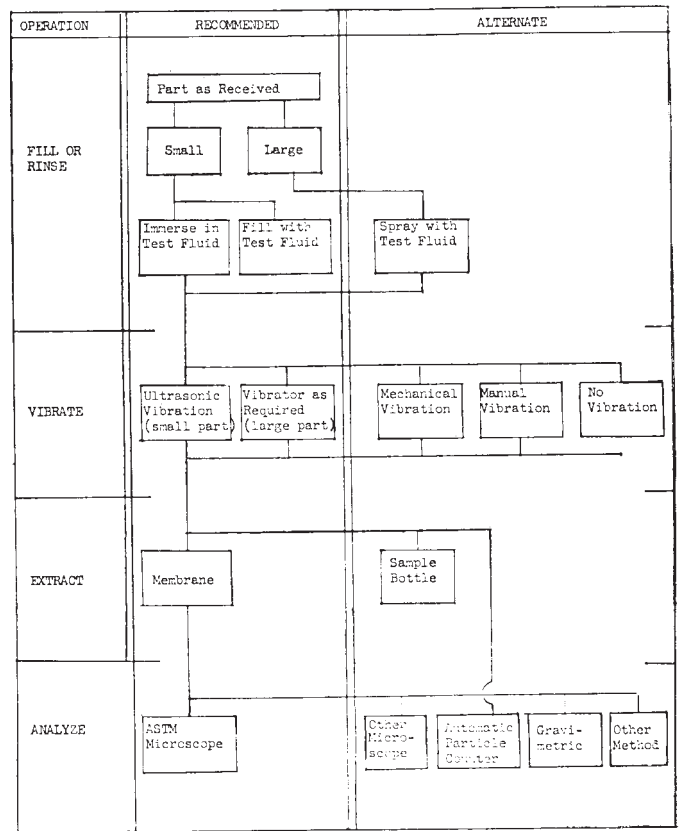 OPERATION
RECOMMENDED
ALTERNATE
Part as Received
FILL OR
RINSE
Small
Large
Immerse in
Test Fluid
Fill with
Test Fluid
Spray with
Test Fluid
VIBRATE
Ultrasonic
Vibration
(small part)
Vibrator as
Required
(large part)
Mechanical
Vibration
Manual
Vibration
No
Vibration
EXTRACT
Membrane
Sample
Bottle
ANALYZE
ASTM
Microscope
Other
Micro-
scope
Automatic
Particle
Counter
Gravi-
metric
Other
Method